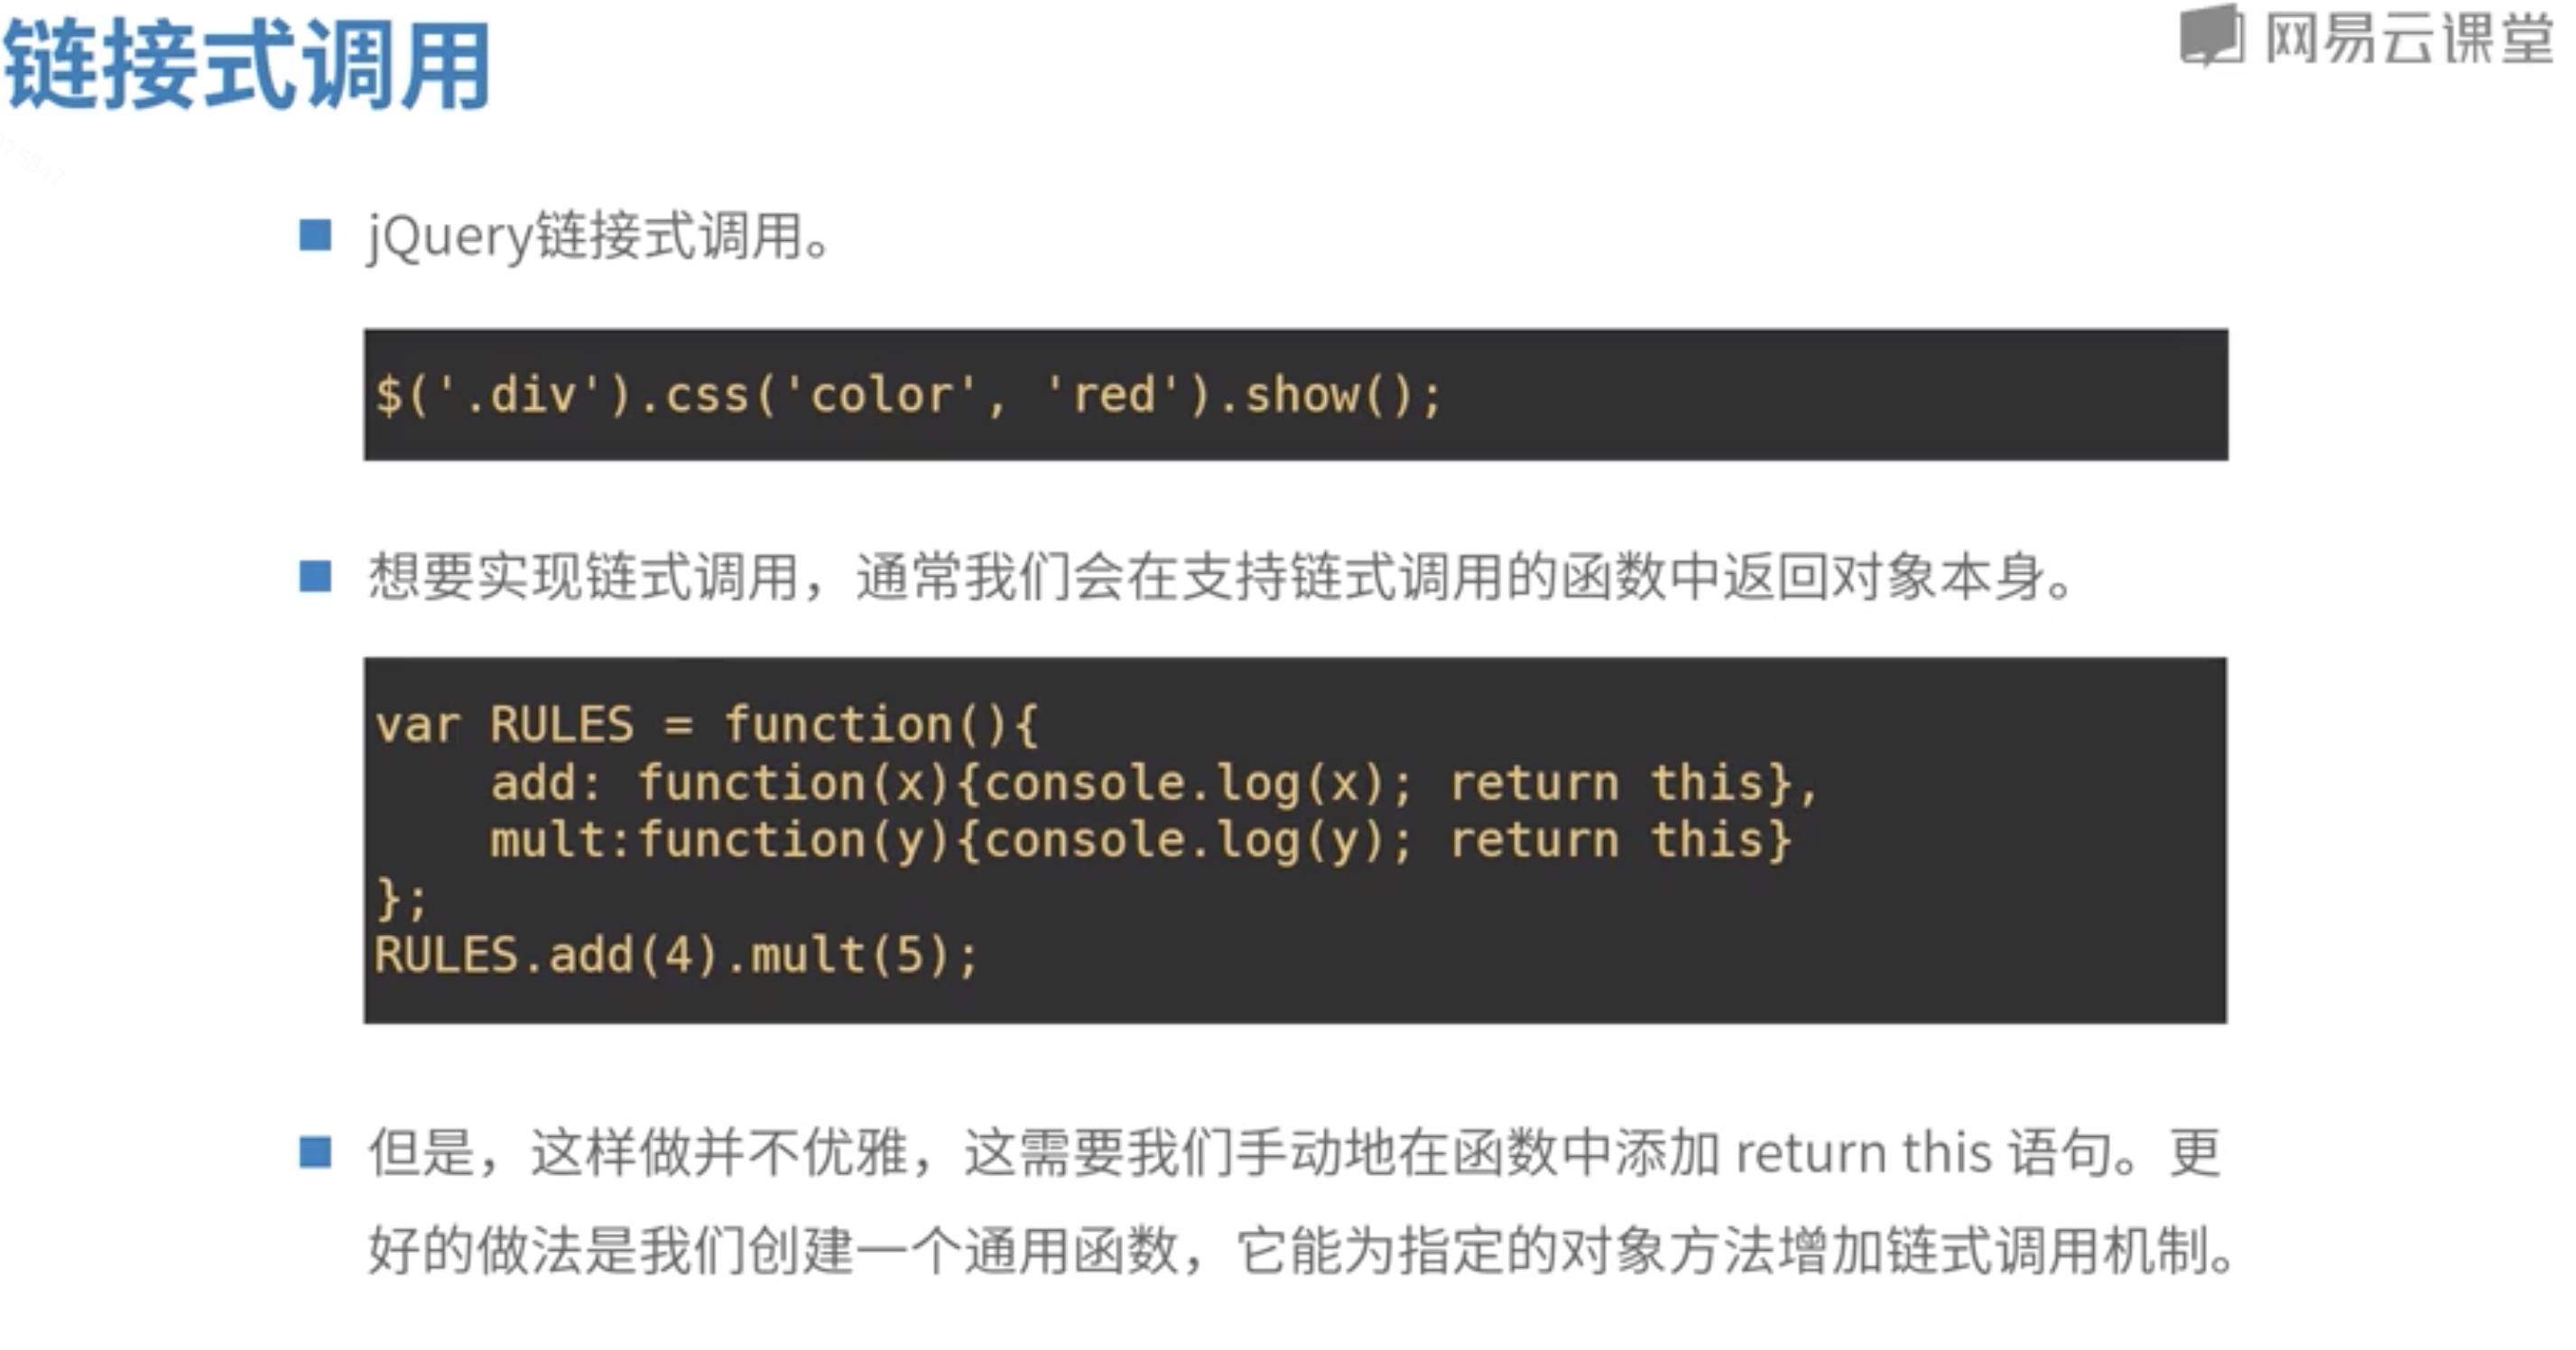 链接式调用
网易云课堂
jQuery链接式调用。
$('.div').css('color', 'red').show();
想要实现链式调用，通常我们会在支持链式调用的函数中返回对象本身。
var RULES = function(){
    add: function(x){console.log(x); return this},
    mult:function(y){console.log(y); return this}
};
RULES.add(4).mult(5);
但是，这样做并不优雅，这需要我们手动地在函数中添加 return this 语句。更
好的做法是我们创建一个通用函数，它能为指定的对象方法增加链式调用机制。